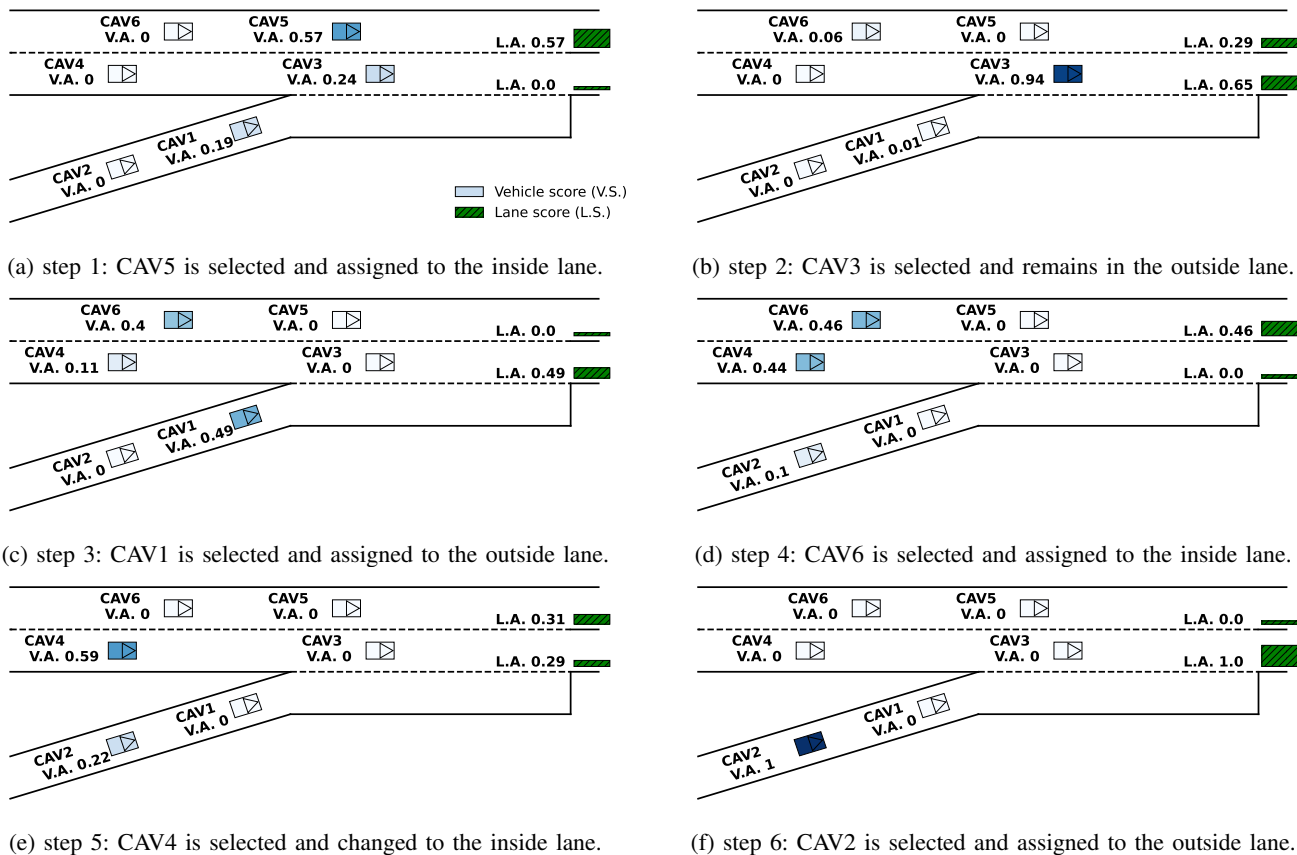 CAV6
V.A. 0
CAV5
V.A. 0.57
L.A. 0.57
CAV4
V.A. 0
CAV3
V.A. 0.24
L.A. 0.0
CAV1
V.A. 0.19
CAV2
V.A. 0
Vehicle score (V.S.)
Lane score (L.S.)
(a) step 1: CAV5 is selected and assigned to the inside lane.
CAV6
V.A. 0.06
CAV5
V.A. 0
L.A. 0.29
CAV4
V.A. 0
CAV3
V.A. 0.94
L.A. 0.65
CAV1
V.A. 0.01
CAV2
V.A. 0
(b) step 2: CAV3 is selected and remains in the outside lane.
CAV6
V.A. 0.4
CAV5
V.A. 0
L.A. 0.0
CAV4
V.A. 0.11
CAV3
V.A. 0
L.A. 0.49
CAV1
V.A. 0.49
CAV2
V.A. 0
(c) step 3: CAV1 is selected and assigned to the outside lane.
CAV6
V.A. 0.46
CAV5
V.A. 0
L.A. 0.46
CAV4
V.A. 0.44
CAV3
V.A. 0
L.A. 0.0
CAV1
V.A. 0
CAV2
V.A. 0.1
(d) step 4: CAV6 is selected and assigned to the inside lane.
CAV6
V.A. 0
CAV5
V.A. 0
L.A. 0.31
CAV4
V.A. 0.59
CAV3
V.A. 0
L.A. 0.29
CAV1
V.A. 0
CAV2
V.A. 0.22
(e) step 5: CAV4 is selected and changed to the inside lane.
CAV6
V.A. 0
CAV5
V.A. 0
L.A. 0.0
CAV4
V.A. 0
CAV3
V.A. 0
L.A. 1.0
CAV1
V.A. 0
CAV2
V.A. 1
(f) step 6: CAV2 is selected and assigned to the outside lane.